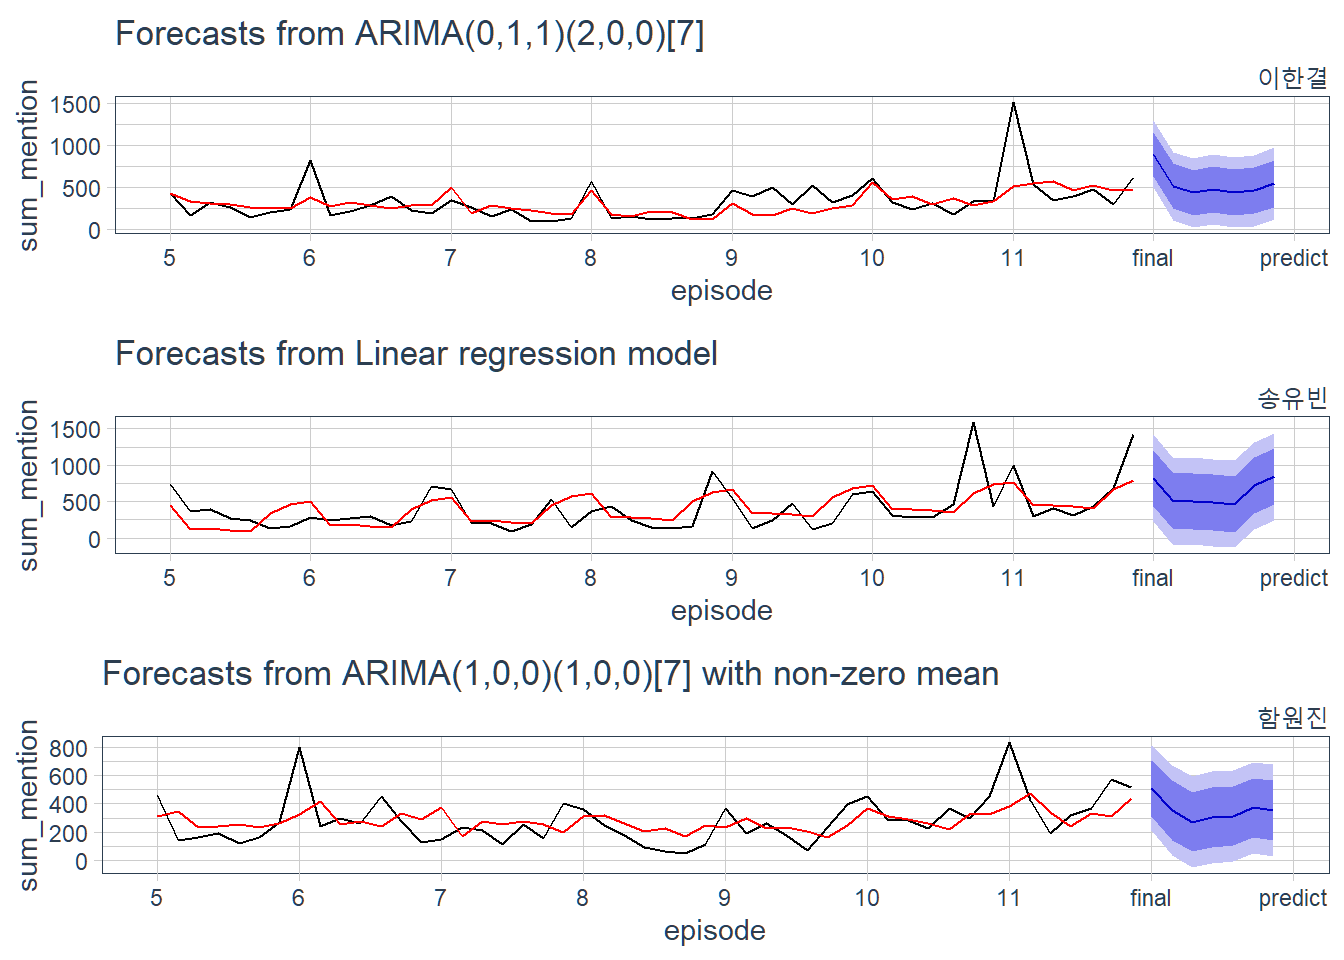 Forecasts from ARIMA(0,1,1)(2,0,0)[7]
이한결
sum_mention
1500
1000
500
0
5 6 7 8 9 10 11 final predict
episode
Forecasts from Linear regression model
송유빈
sum_mention
1500
1000
500
0
5 6 7 8 9 10 11 final predict
episode
Forecasts from ARIMA(1,0,0)(1,0,0)[7] with non-zero mean
함원진
sum_mention
800
600
400
200
0
5 6 7 8 9 10 11 final predict
episode